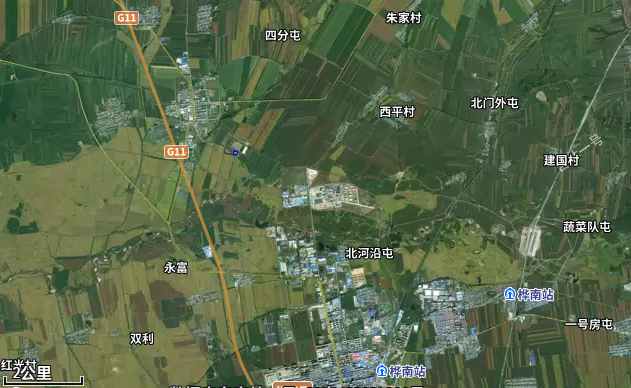 G11
朱家村
四分屯
北门外屯
西平村
G11
建国村
蔬菜队屯
北河沿屯
永富
桦南站
一号房屯
双利
红光村
2公里
桦南站